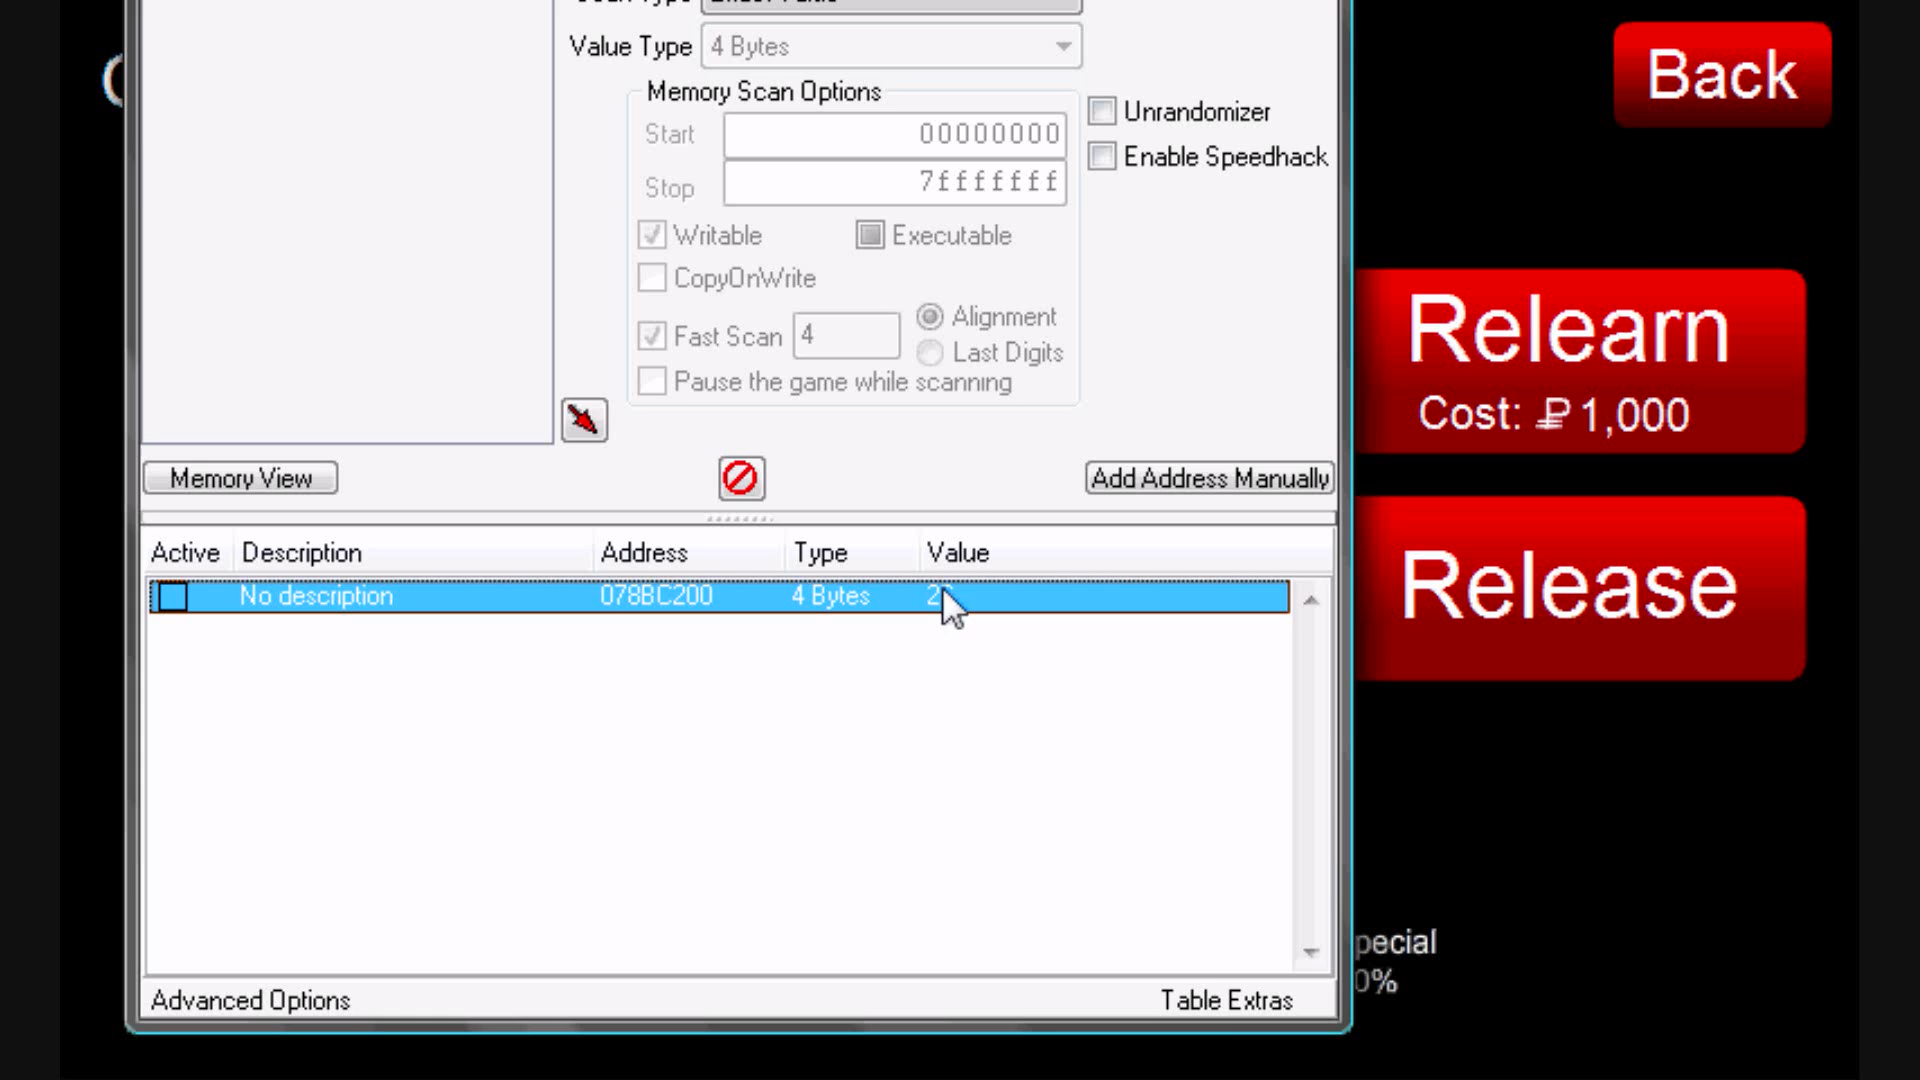 Value Type 4 Bytes
Memory Scan Options
Start 00000000
Stop 7fffffff
Writable Executable
CopyOnWrite
Fast Scan 4 Alignment
Last Digits
Pause the game while scanning
Unrandomizer
Enable Speedhack
Back
Relearn
Cost: ₽1,000
Release
Memory View
Add Address Manually
Active Description Address Type Value
No description 078BC200 4 Bytes
pecial
0%
Advanced Options
Table Extras